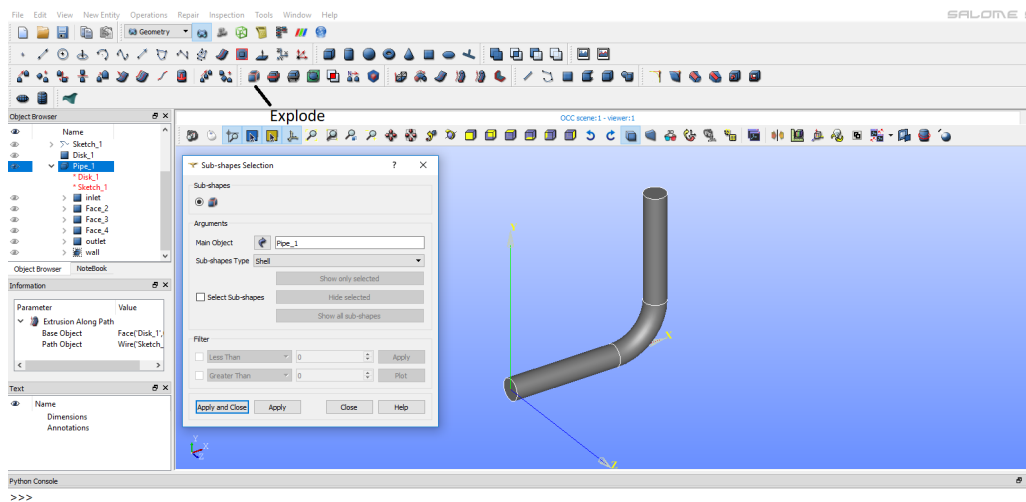 File Edit View New Entity Operations Repair Inspection Tools Window Help
SALOME
Geometry
Explode
Object Browser
OCC scene:1 - viewer:1
Name
Sketch_1
Disk_1
Pipe_1
* Disk_1
* Sketch_1
inlet
Face_2
Face_3
Face_4
outlet
wall
Object Browser NoteBook
Information
Parameter Value
Extrusion Along Path
Base Object Face('Disk_1',
Path Object Wire('Sketch_
Text
Name
Dimensions
Annotations
Sub-shapes Selection ? X
Sub-shapes
Arguments
Main Object Pipe_1
Sub-shapes Type Shell
Show only selected
Select Sub-shapes Hide selected
Show all sub-shapes
Filter
Less Than 0 Apply
Greater Than 0 Plot
Apply and Close Apply Close Help
Y
X
Z
Y
X
Z
Python Console
>>>